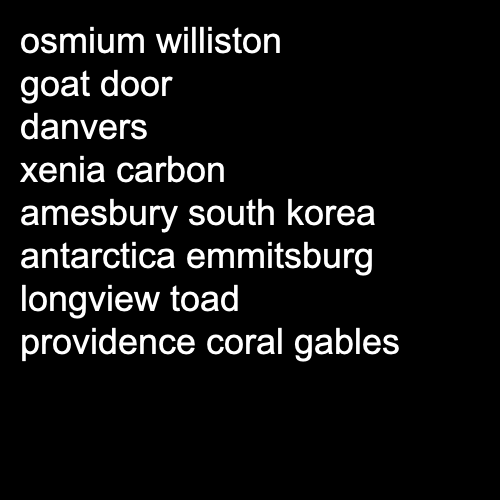 osmium williston
goat door
danvers
xenia carbon
amesbury south korea
antarctica emmitsburg
longview toad
providence coral gables